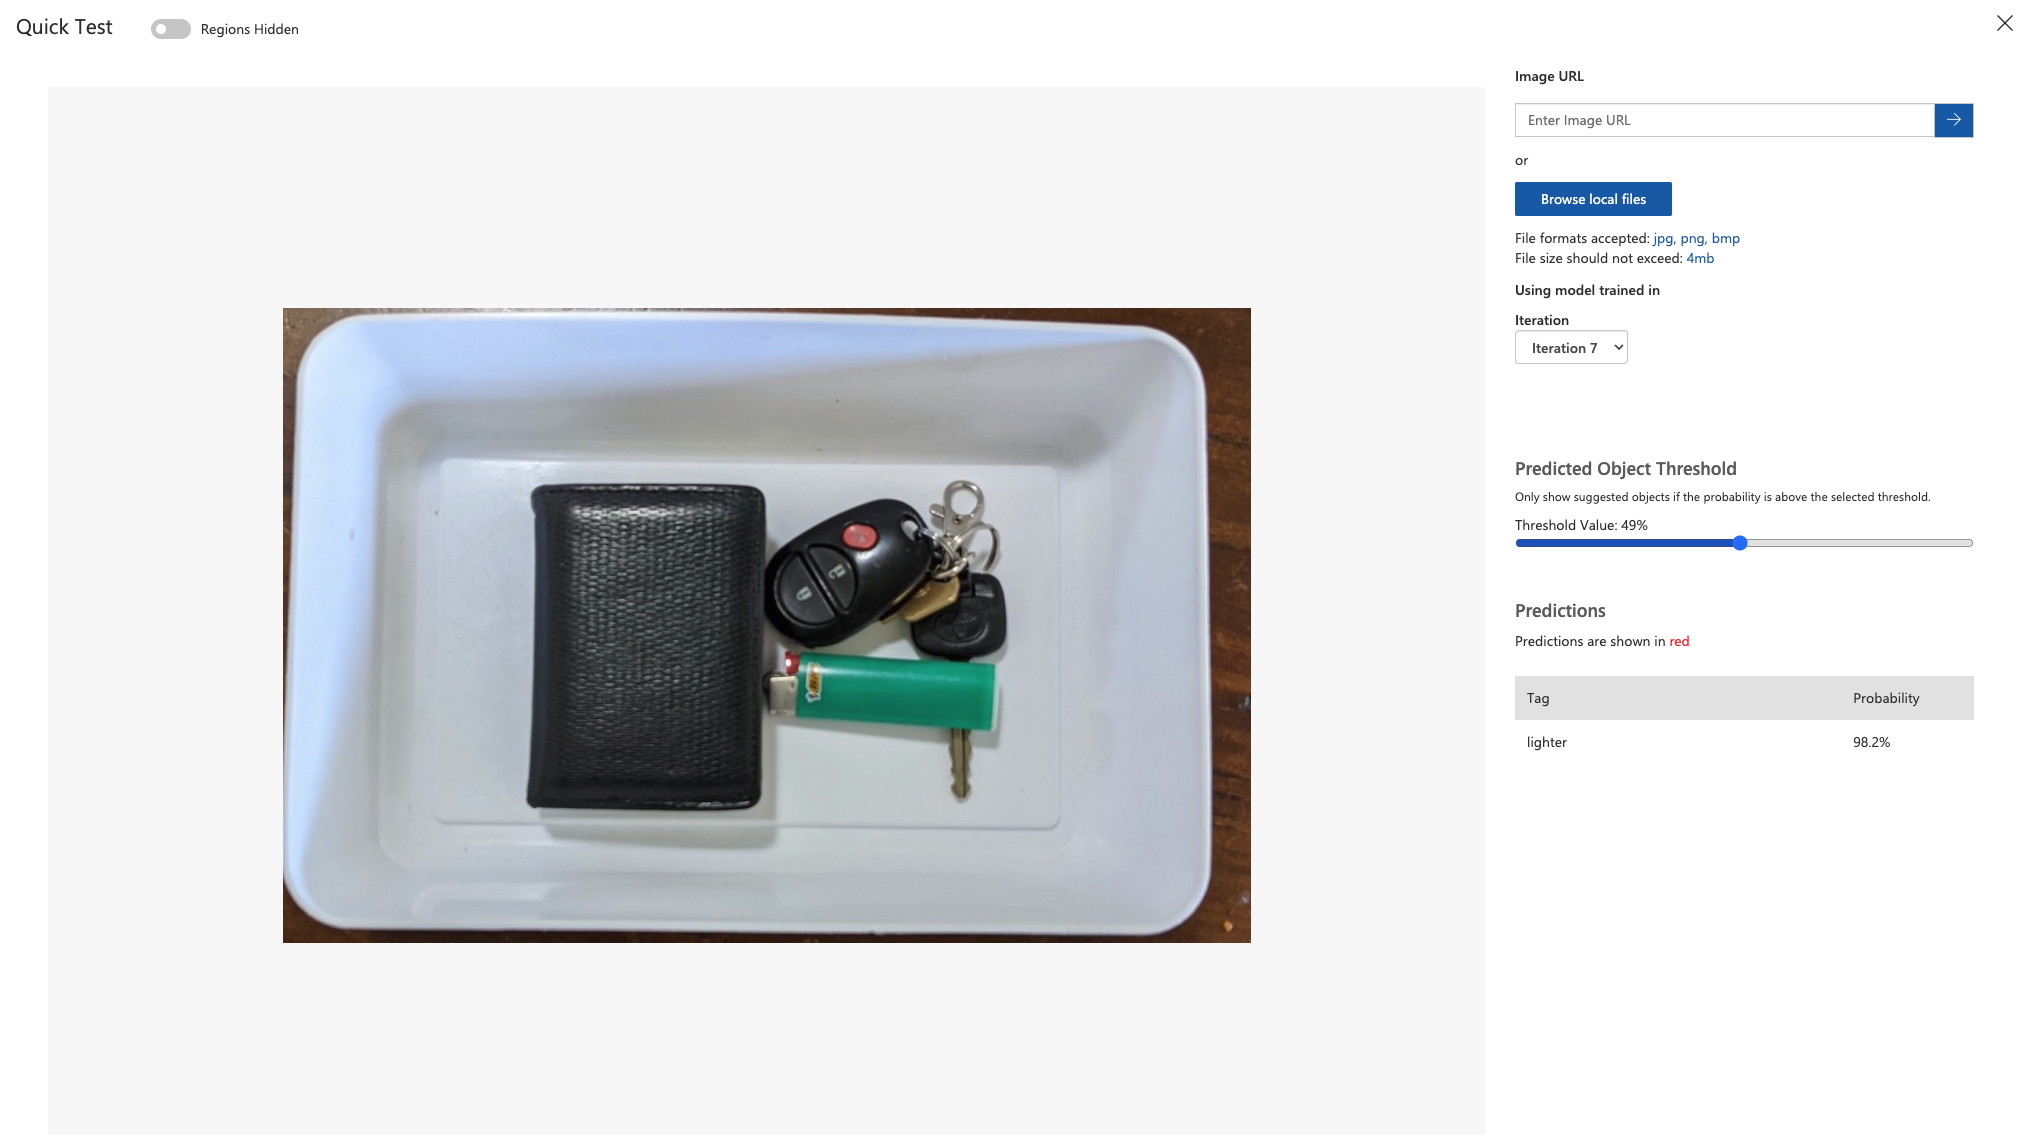 Quick Test
Regions Hidden
Image URL
Enter Image URL
or
Browse local files
File formats accepted: jpg, png, bmp
File size should not exceed: 4mb
Using model trained in
Iteration
Iteration 7
Predicted Object Threshold
Only show suggested objects if the probability is above the selected threshold.
Threshold Value: 49%
Predictions
Predictions are shown in red
Tag Probability
lighter 98.2%